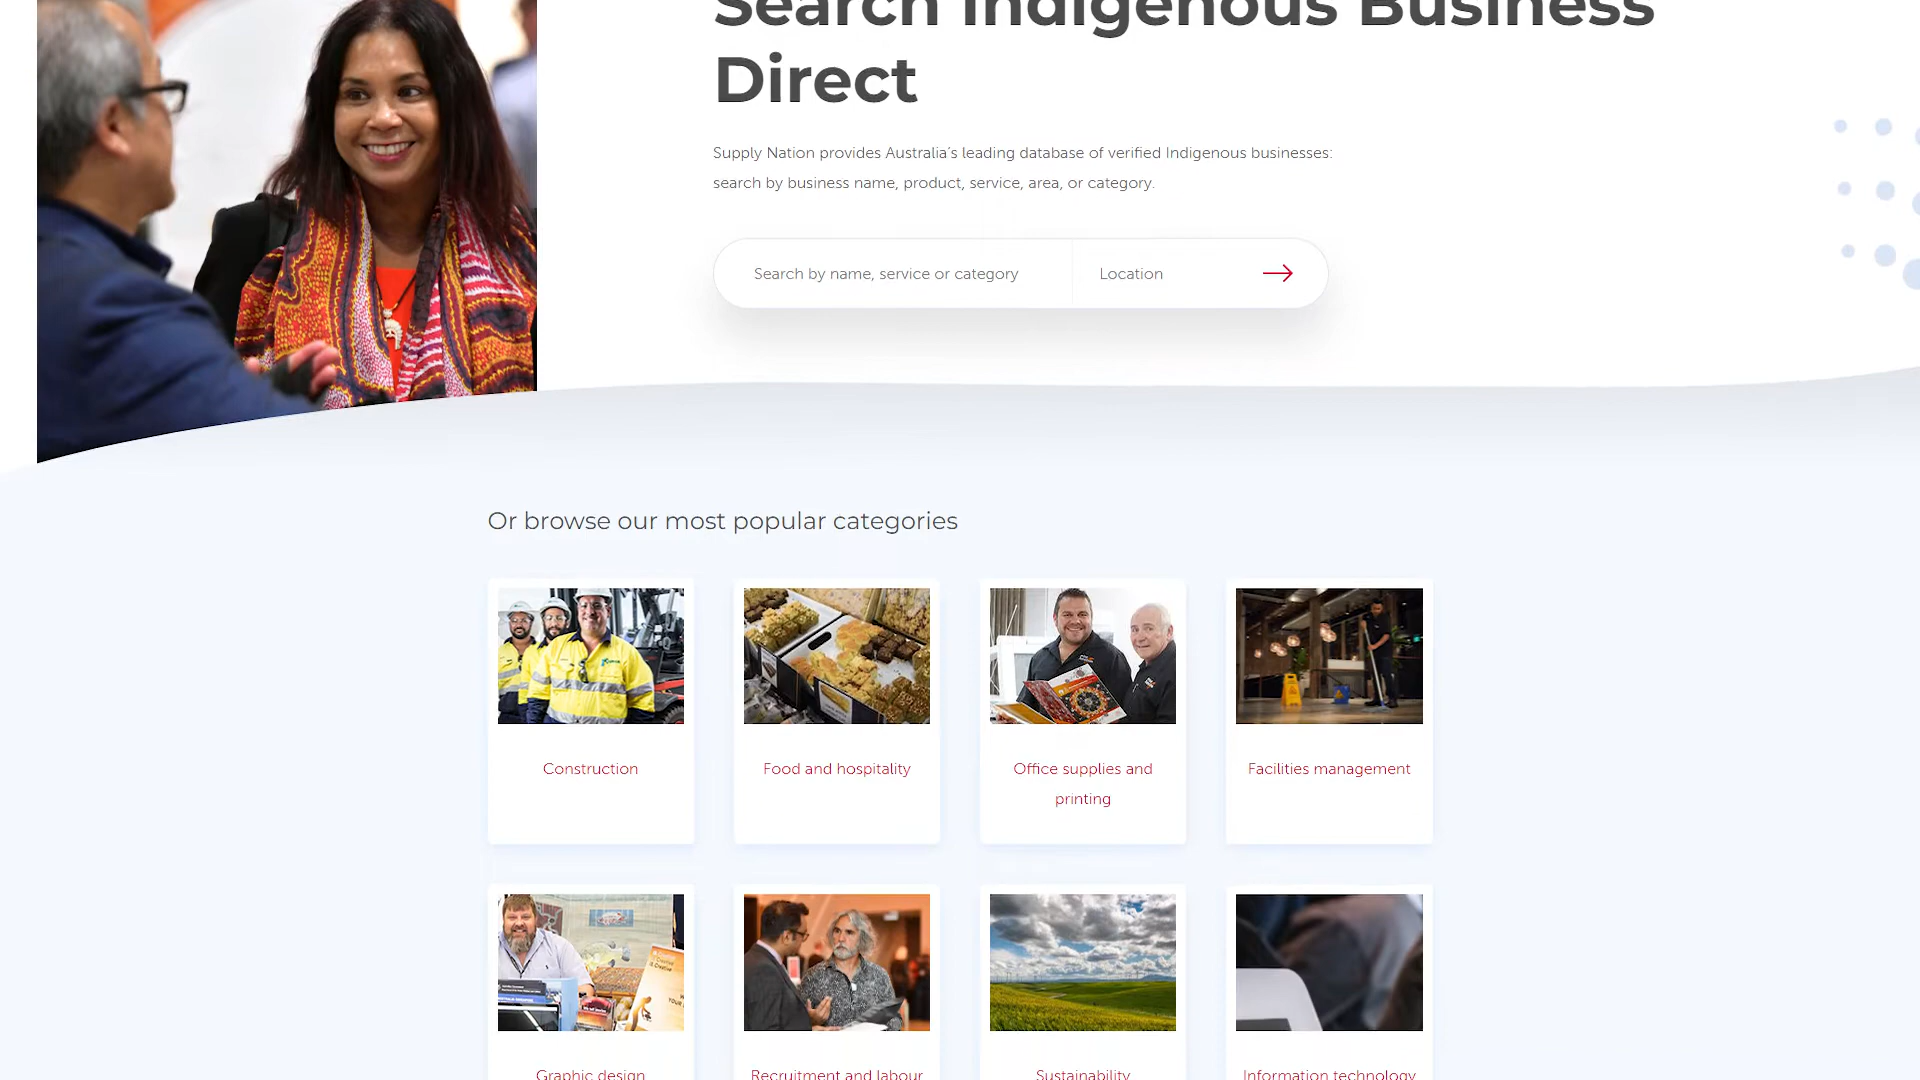 Search Indigenous Business
Direct
Supply Nation provides Australia's leading database of verified Indigenous businesses:
search by business name, product, service, area, or category.
Search by name, service or category
Location
Or browse our most popular categories
Construction
Food and hospitality
Office supplies and
printing
Facilities management
Graphic design
Recruitment and labour
Sustainability
Information technology